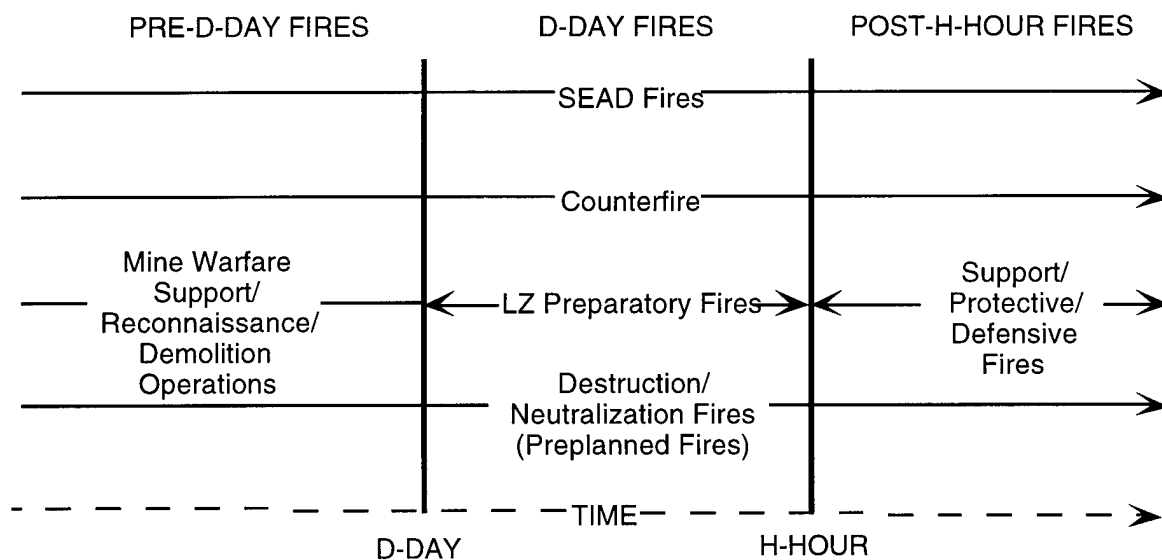 PRE-D-DAY FIRES
D-DAY FIRES
POST-H-HOUR FIRES
SEAD Fires
Counterfire
Mine Warfare
Support/
Reconnaissance/
Demolition
Operations
LZ Preparatory Fires
Support/
Protective/
Defensive
Fires
Destruction/
Neutralization Fires
(Preplanned Fires)
TIME
D-DAY
H-HOUR